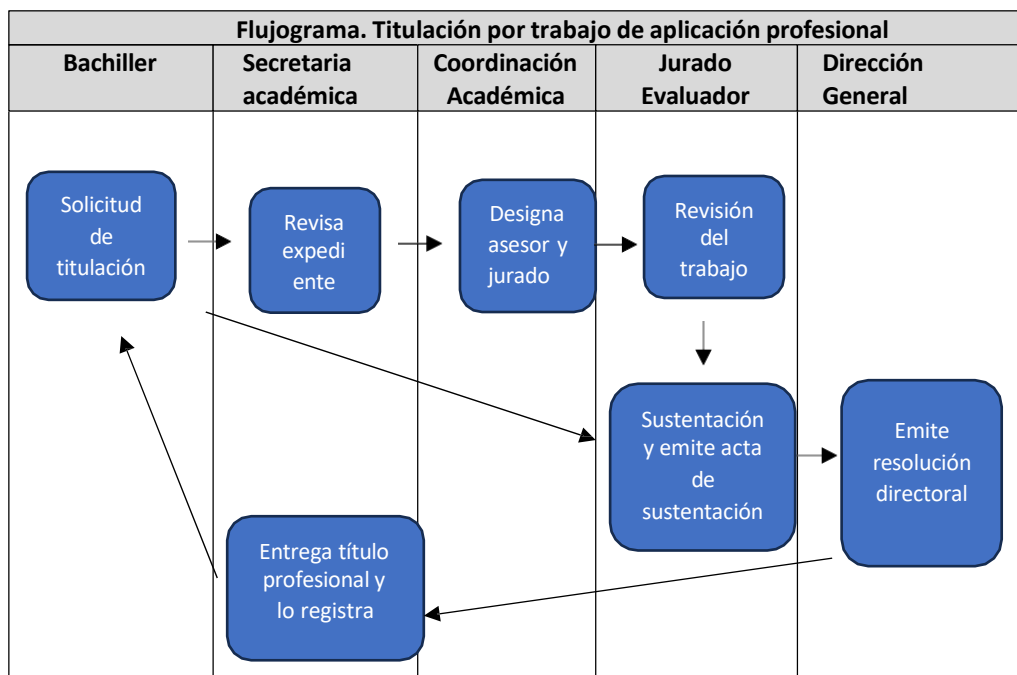 Flujograma. Titulación por trabajo de aplicación profesional
Bachiller
Secretaria
académica
Coordinación
Académica
Jurado
Evaluador
Dirección
General
Solicitud
de
titulación
Revisa
expedi
ente
Designa
asesor y
jurado
Revisión
del
trabajo
Sustentación
y emite acta
de
sustentación
Emite
resolución
directoral
Entrega título
profesional y
lo registra